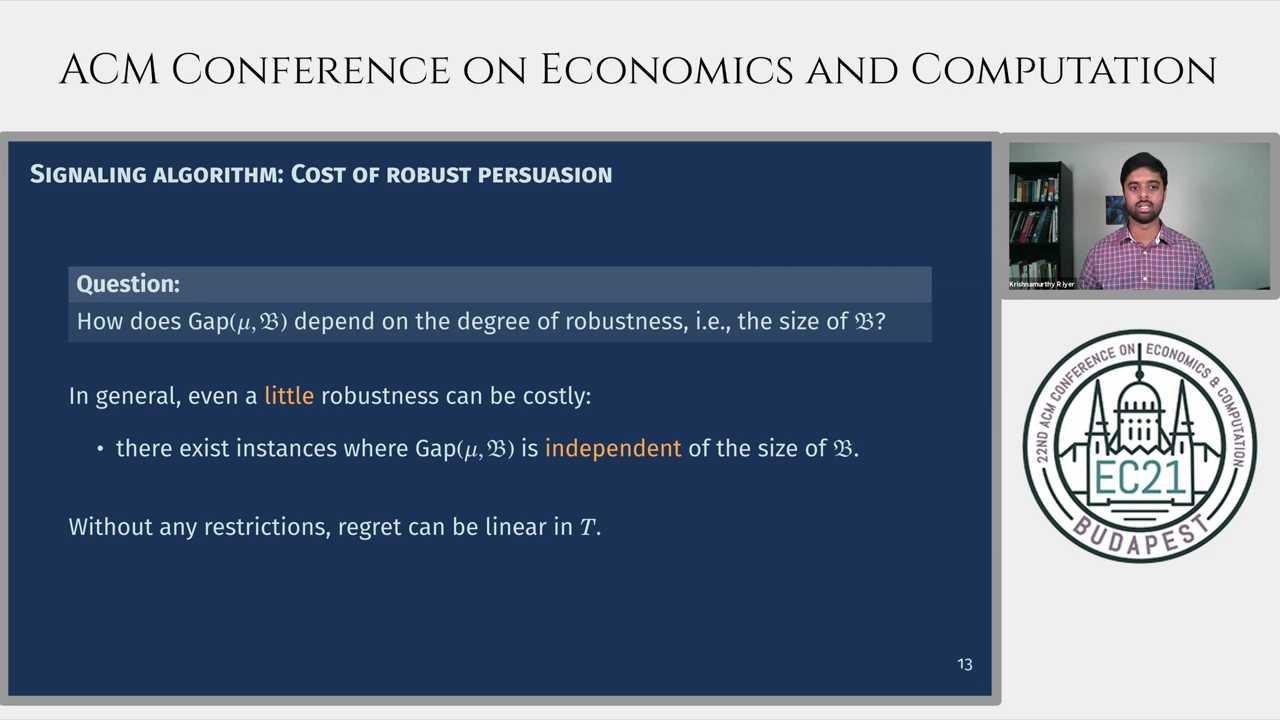 ACM Conference on Economics and Computation
Signaling algorithm: Cost of robust persuasion
Question:
How does Gap(μ, 𝔅) depend on the degree of robustness, i.e., the size of 𝔅?
In general, even a little robustness can be costly:
• there exist instances where Gap(μ, 𝔅) is independent of the size of 𝔅.
Without any restrictions, regret can be linear in T.
13
Krishnamurthy R Iyer
22ND ACM CONFERENCE ON ECONOMICS & COMPUTATION
EC21
BUDAPEST